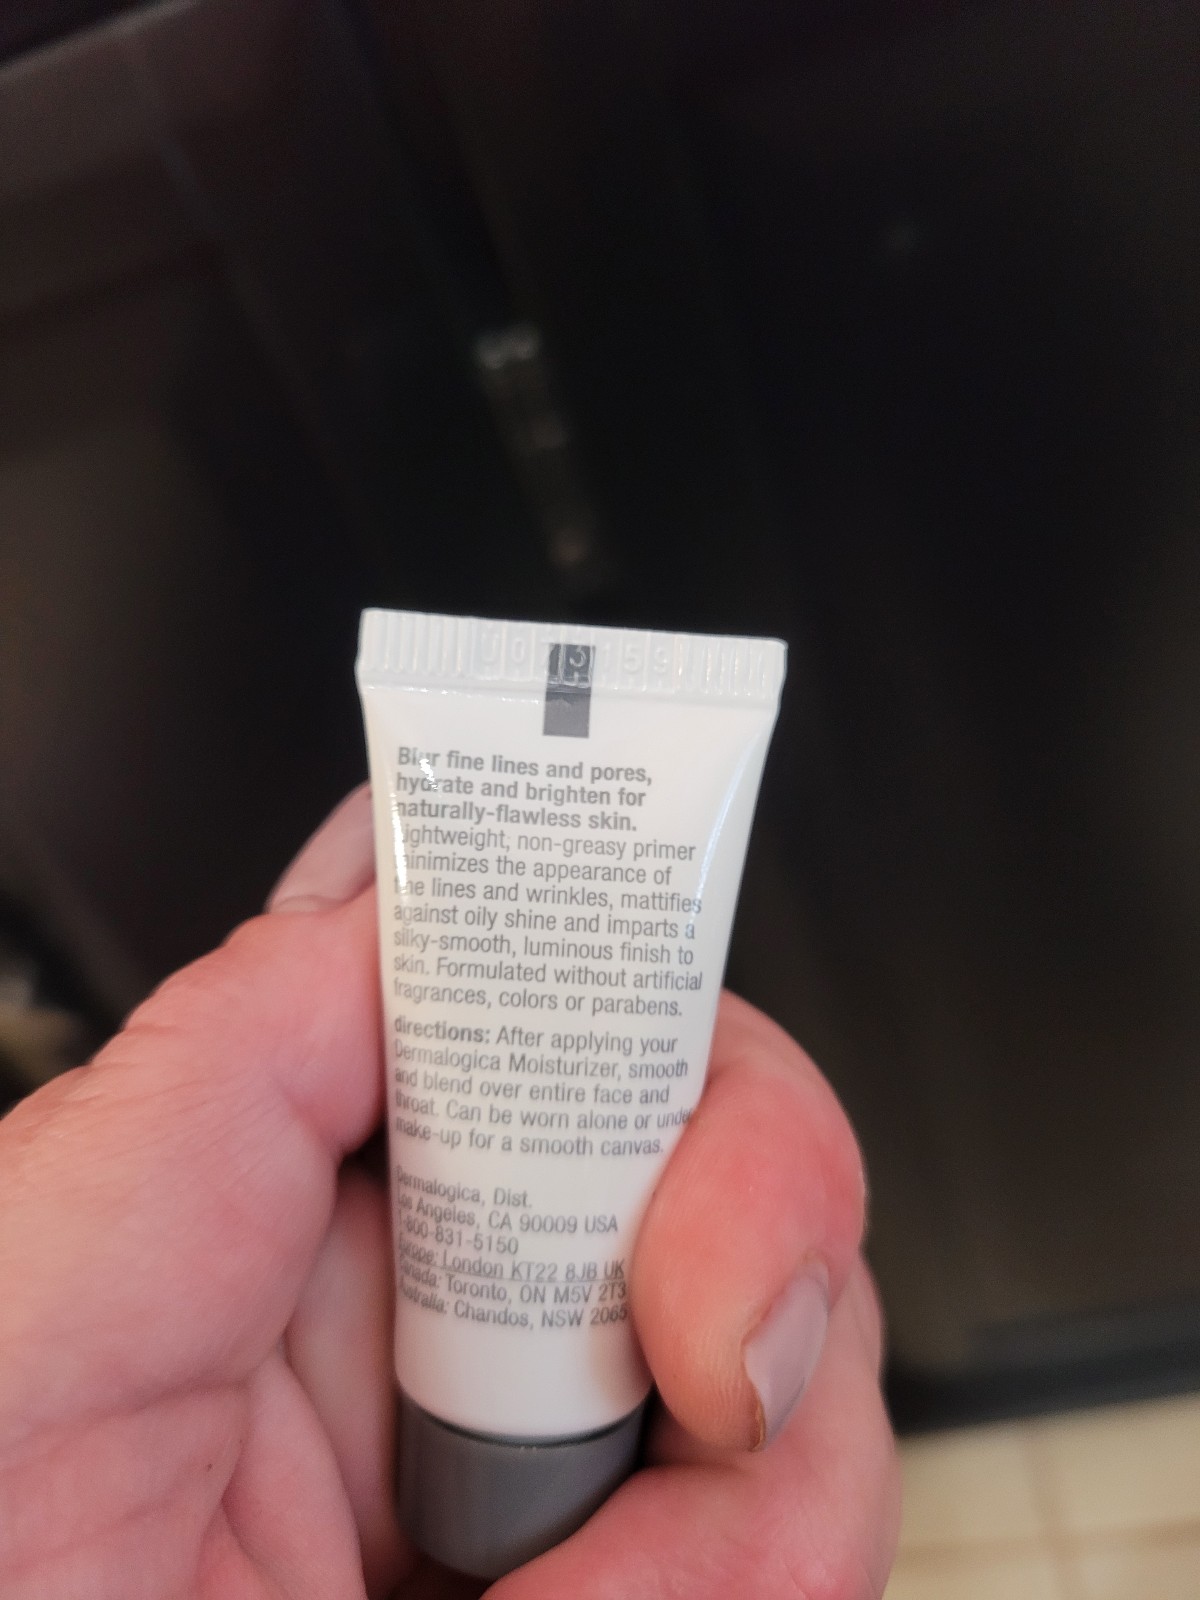 Blur fine lines and pores,
hydrate and brighten for
naturally-flawless skin.
Lightweight, non-greasy primer
minimizes the appearance of
fine lines and wrinkles, mattifies
against oily shine and imparts a
silky-smooth, luminous finish to
skin. Formulated without artificial
fragrances, colors or parabens.
directions: After applying your
Dermalogica Moisturizer, smooth
and blend over entire face and
throat. Can be worn alone or under
make-up for a smooth canvas.
Dermalogica, Dist.
Los Angeles, CA 90009 USA
1-800-831-5150
Europe: London KT22 8JB UK
Canada: Toronto, ON M5V 2T3
Australia: Chandos, NSW 2065